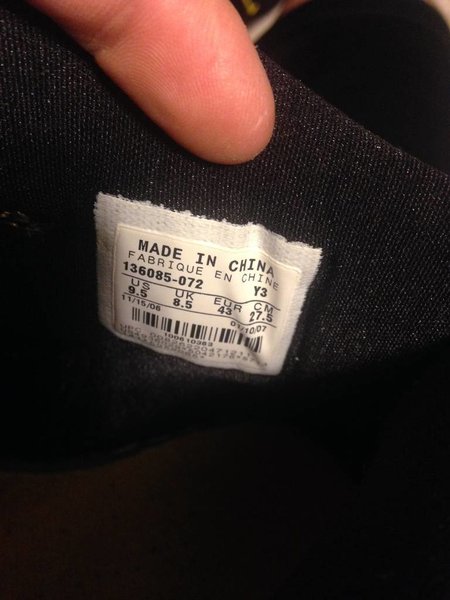 MADE IN CHINA
FABRIQUE EN CHINE
136085-072 Y3
US UK EUR CM
9.5 8.5 43 27.5
11/15/06 01/10/07